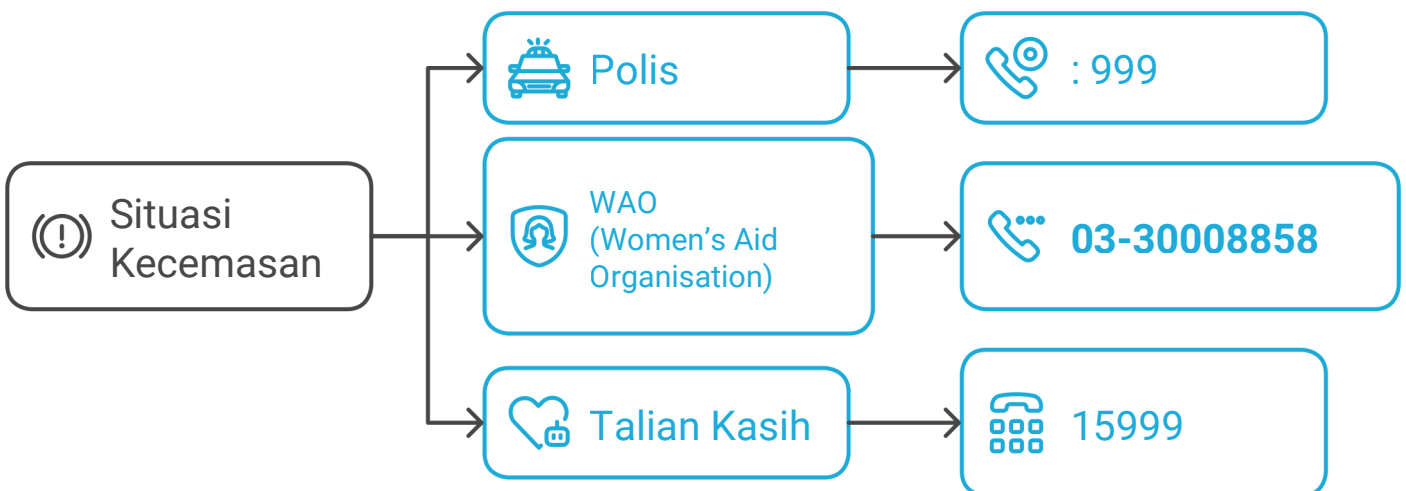 Situasi
Kecemasan
Polis
: 999
WAO
(Women's Aid
Organisation)
03-30008858
Talian Kasih
15999